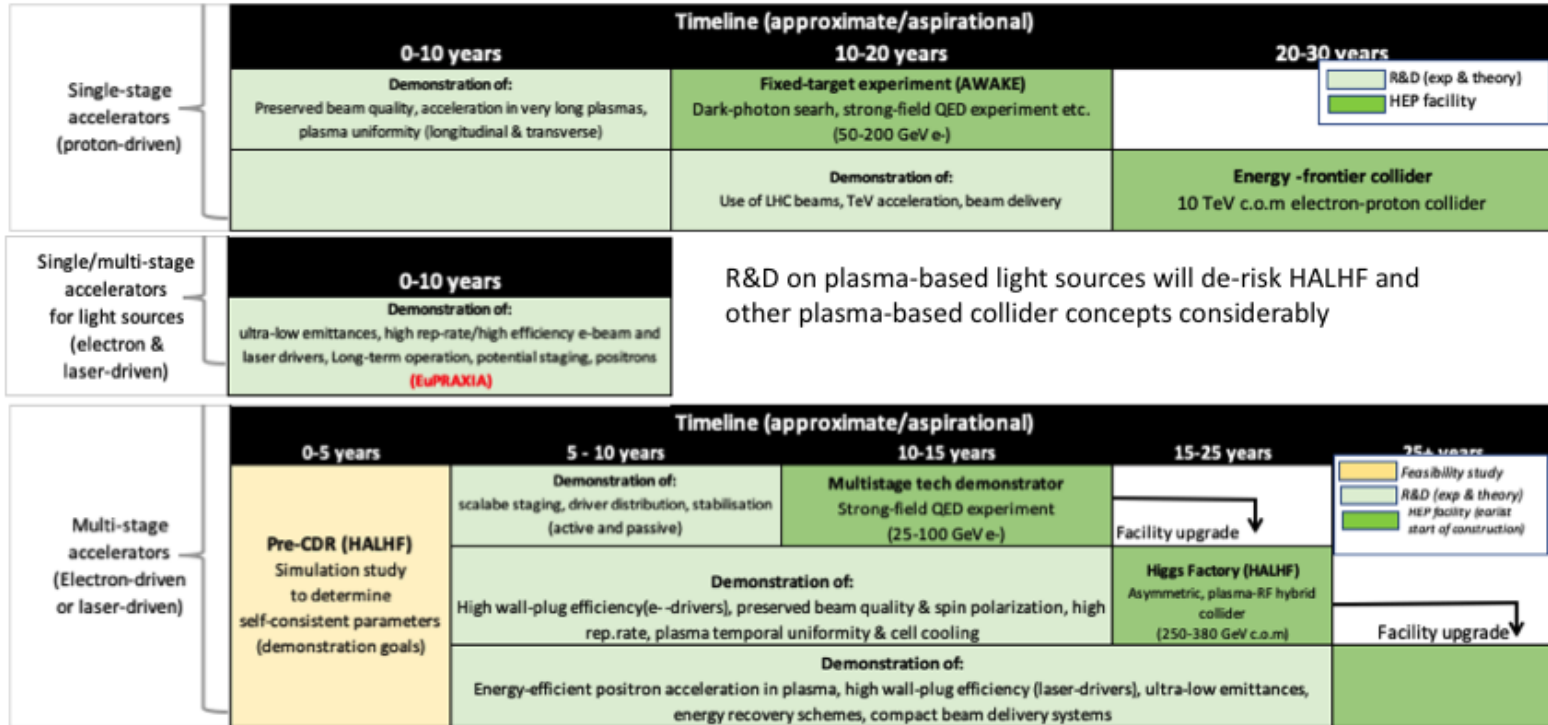 Timeline (approximate/aspirational)
0-10 years
10-20 years
20-30 years
Single-stage
accelerators
(proton-driven)
Demonstration of:
Preserved beam quality, acceleration in very long plasmas,
plasma uniformity (longitudinal & transverse)
Fixed-target experiment (AWAKE)
Dark-photon searh, strong-field QED experiment etc.
(50-200 GeV e-)
R&D (exp & theory)
HEP facility
Demonstration of:
Use of LHC beams, TeV acceleration, beam delivery
Energy -frontier collider
10 TeV c.o.m electron-proton collider
Single/multi-stage
accelerators
for light sources
(electron &
laser-driven)
0-10 years
Demonstration of:
ultra-low emittances, high rep-rate/high efficiency e-beam and
laser drivers, Long-term operation, potential staging, positrons
(EuPRAXIA)
R&D on plasma-based light sources will de-risk HALHF and
other plasma-based collider concepts considerably
Timeline (approximate/aspirational)
0-5 years
5 - 10 years
10-15 years
15-25 years
25+ years
Multi-stage
accelerators
(Electron-driven
or laser-driven)
Pre-CDR (HALHF)
Simulation study
to determine
self-consistent parameters
(demonstration goals)
Demonstration of:
scalabe staging, driver distribution, stabilisation
(active and passive)
Multistage tech demonstrator
Strong-field QED experiment
(25-100 GeV e-)
Facility upgrade
Feasibility study
R&D (exp & theory)
HEP facility (earlist
start of construction)
Demonstration of:
High wall-plug efficiency(e- -drivers), preserved beam quality & spin polarization, high
rep.rate, plasma temporal uniformity & cell cooling
Higgs Factory (HALHF)
Asymmetric, plasma-RF hybrid
collider
(250-380 GeV c.o.m)
Facility upgrade
Demonstration of:
Energy-efficient positron acceleration in plasma, high wall-plug efficiency (laser-drivers), ultra-low emittances,
energy recovery schemes, compact beam delivery systems